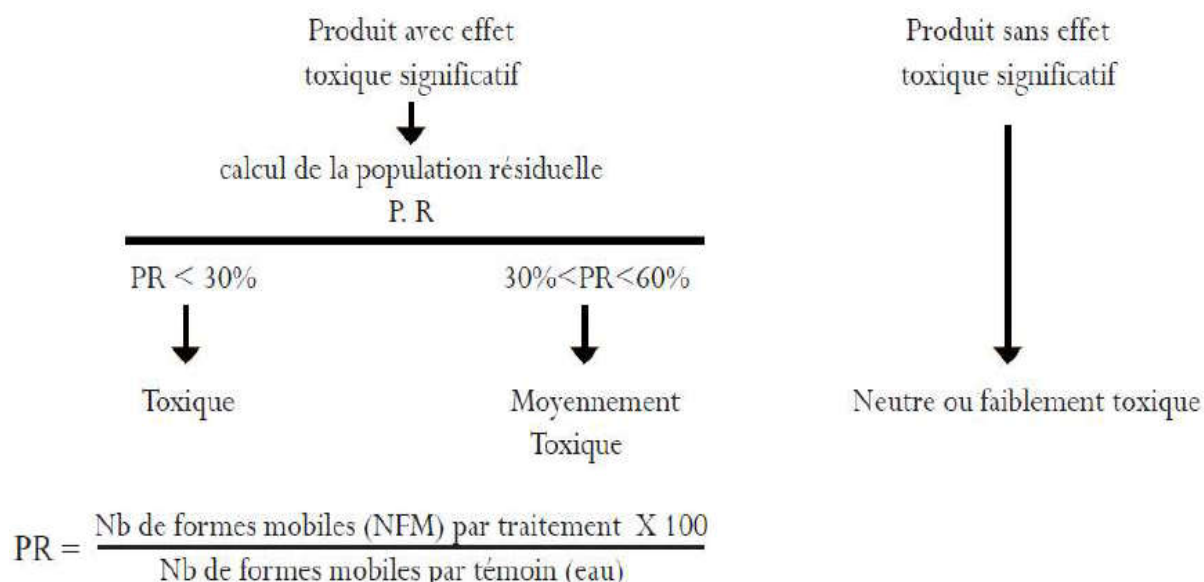 Produit avec effet
toxique significatif
Produit sans effet
toxique significatif
calcul de la population résiduelle
P. R
PR < 30%
30%<PR<60%
Toxique
Moyennement
Toxique
Neutre ou faiblement toxique
PR = Nb de formes mobiles (NFM) par traitement X 100
Nb de formes mobiles par témoin (eau)